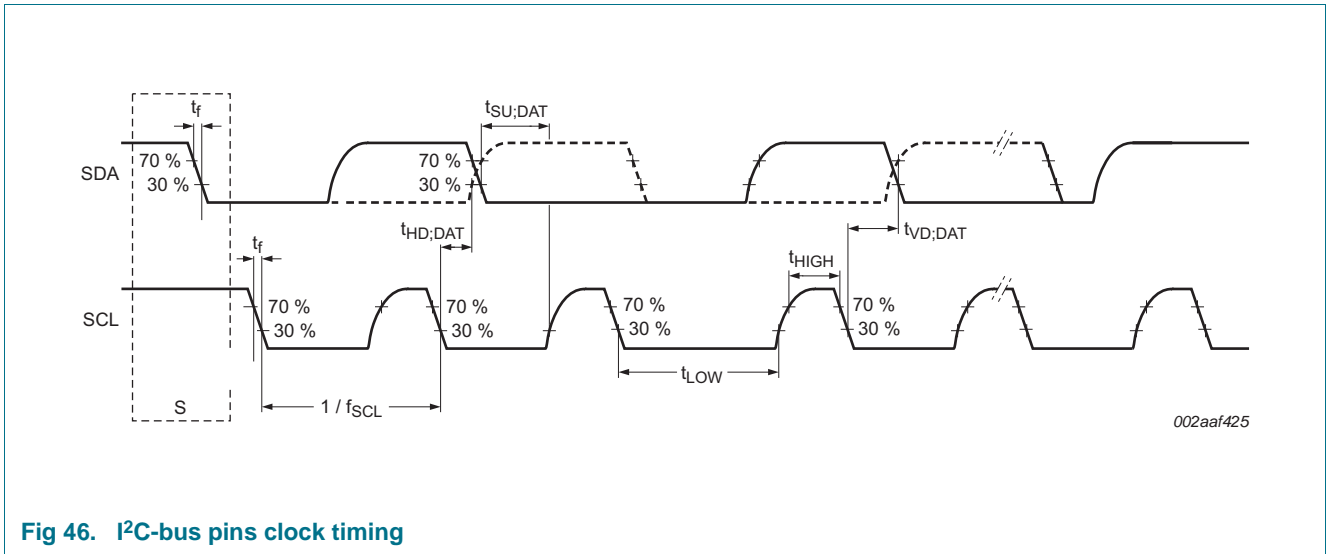 tf
tSU;DAT
70 %
30 %
70 %
30 %
SDA
tHD;DAT
tVD;DAT
tf
tHIGH
70 %
30 %
70 %
30 %
70 %
30 %
70 %
30 %
SCL
tLOW
S
1 / fSCL
002aaf425
Fig 46. I2C-bus pins clock timing